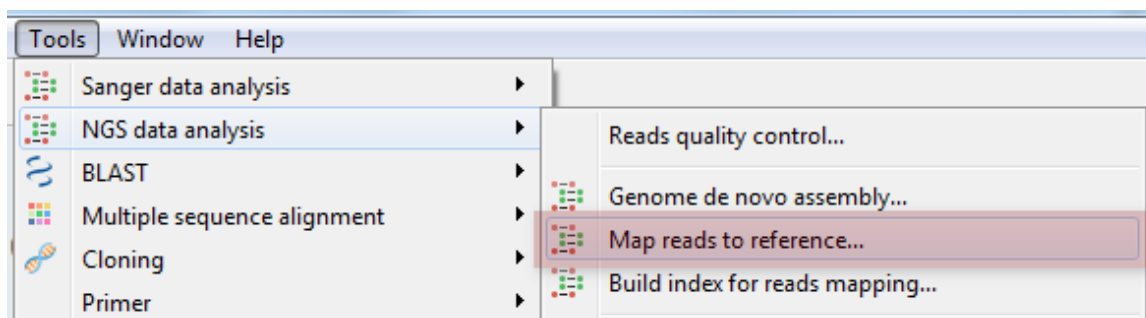 Tools Window Help
Sanger data analysis
NGS data analysis
BLAST
Multiple sequence alignment
Cloning
Primer
Reads quality control...
Genome de novo assembly...
Map reads to reference...
Build index for reads mapping...